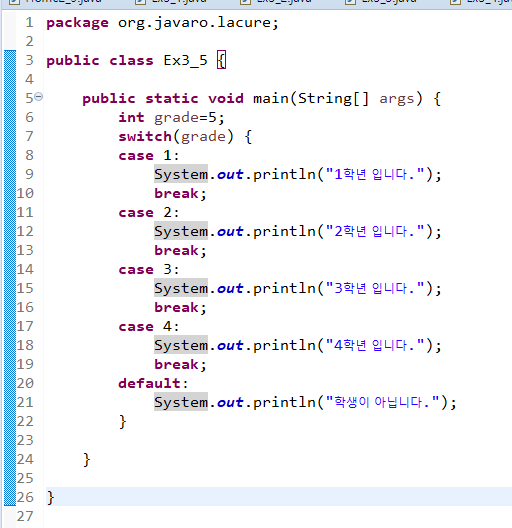 1 package org.javaro.lacure;
2
3 public class Ex3_5 {
4
5 public static void main(String[] args) {
6 int grade=5;
7 switch(grade) {
8 case 1:
9 System.out.println("1학년 입니다.");
10 break;
11 case 2:
12 System.out.println("2학년 입니다.");
13 break;
14 case 3:
15 System.out.println("3학년 입니다.");
16 break;
17 case 4:
18 System.out.println("4학년 입니다.");
19 break;
20 default:
21 System.out.println("학생이 아닙니다.");
22 }
23
24 }
25
26 }
27